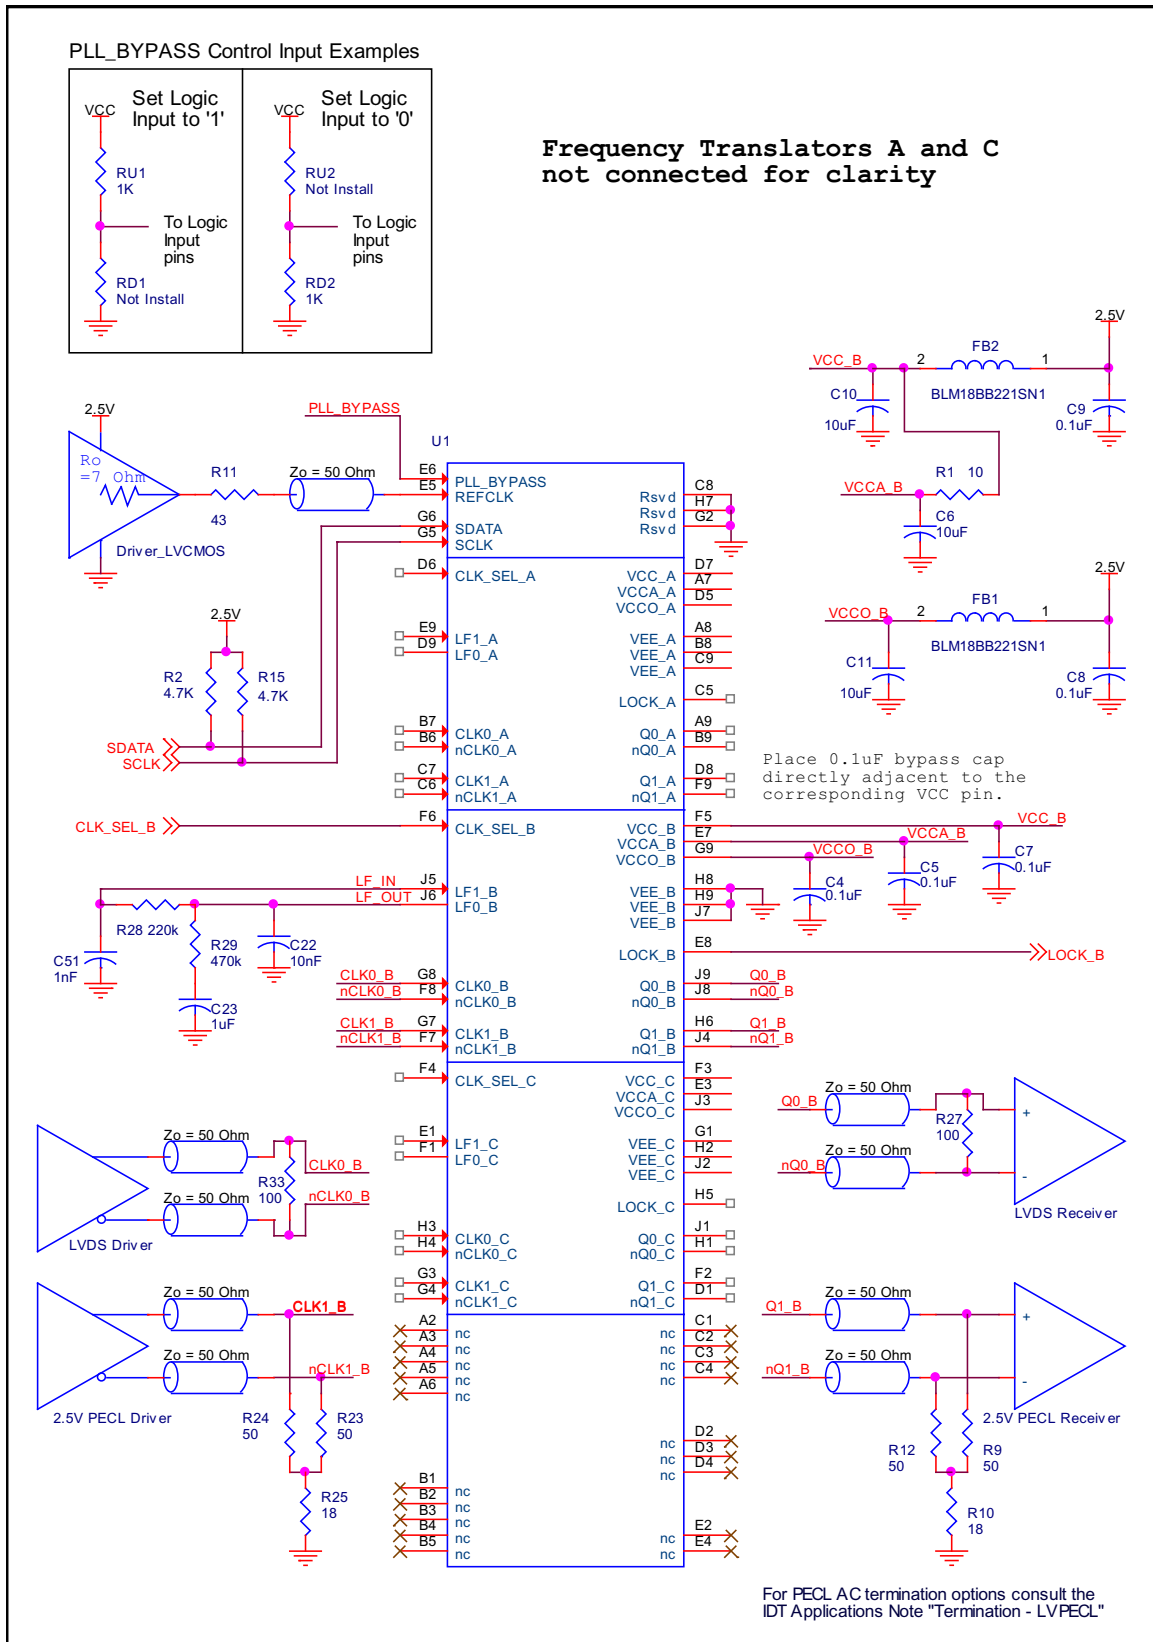 PLL_BYPASS Control Input Examples
VCC
Set Logic
Input to '1'
RU1
1K
To Logic
Input
pins
RD1
Not Install
VCC
Set Logic
Input to '0'
RU2
Not Install
To Logic
Input
pins
RD2
1K
Frequency Translators A and C
not connected for clarity
2.5V
FB2
VCC_B
2
1
BLM18BB221SN1
C10
10uF
C9
0.1uF
R1 10
VCCA_B
C6
10uF
2.5V
FB1
VCCO_B
2
1
BLM18BB221SN1
C11
10uF
C8
0.1uF
2.5V
Ro
=7 Ohm
R11
43
Zo = 50 Ohm
Driver_LVCMOS
PLL_BYPASS
U1
E6
PLL_BYPASS
E5
REFCLK
G6
SDATA
G5
SCLK
C8
Rsvd
H7
Rsvd
G2
Rsvd
D6
CLK_SEL_A
D7
VCC_A
A7
VCCA_A
D5
VCCO_A
E9
LF1_A
D9
LF0_A
A8
VEE_A
B8
VEE_A
C9
VEE_A
C5
LOCK_A
2.5V
R2
4.7K
R15
4.7K
SDATA
SCLK
B7
CLK0_A
B6
nCLK0_A
A9
Q0_A
B9
nQ0_A
C7
CLK1_A
C6
nCLK1_A
D8
Q1_A
F9
nQ1_A
Place 0.1uF bypass cap
directly adjacent to the
corresponding VCC pin.
CLK_SEL_B
F6
CLK_SEL_B
F5
VCC_B
VCC_B
E7
VCCA_B
VCCA_B
G9
VCCO_B
VCCO_B
C4
0.1uF
C5
0.1uF
C7
0.1uF
LF_IN
J5
LF1_B
LF_OUT
J6
LF0_B
R28 220k
C51
1nF
R29
470k
C22
10nF
C23
1uF
H8
VEE_B
H9
VEE_B
J7
VEE_B
E8
LOCK_B
LOCK_B
CLK0_B
G8
CLK0_B
nCLK0_B
F8
nCLK0_B
J9
Q0_B
Q0_B
J8
nQ0_B
nQ0_B
CLK1_B
G7
CLK1_B
nCLK1_B
F7
nCLK1_B
H6
Q1_B
Q1_B
J4
nQ1_B
nQ1_B
F4
CLK_SEL_C
F3
VCC_C
E3
VCCA_C
J3
VCCO_C
E1
LF1_C
F1
LF0_C
G1
VEE_C
H2
VEE_C
J2
VEE_C
H5
LOCK_C
H3
CLK0_C
H4
nCLK0_C
J1
Q0_C
H1
nQ0_C
G3
CLK1_C
G4
nCLK1_C
F2
Q1_C
D1
nQ1_C
Zo = 50 Ohm
Zo = 50 Ohm
R33
100
CLK0_B
nCLK0_B
LVDS Driver
Q0_B
Zo = 50 Ohm
nQ0_B
Zo = 50 Ohm
R27
100
+
-
LVDS Receiver
Zo = 50 Ohm
CLK1_B
Zo = 50 Ohm
nCLK1_B
2.5V PECL Driver
R24
50
R23
50
R25
18
Q1_B
Zo = 50 Ohm
nQ1_B
Zo = 50 Ohm
+
-
2.5V PECL Receiver
R12
50
R9
50
R10
18
A2
nc
A3
nc
A4
nc
A5
nc
A6
nc
C1
nc
C2
nc
C3
nc
C4
nc
D2
nc
D3
nc
D4
nc
B1
nc
B2
nc
B3
nc
B4
nc
B5
nc
E2
nc
E4
nc
For PECL AC termination options consult the
IDT Applications Note "Termination - LVPECL"